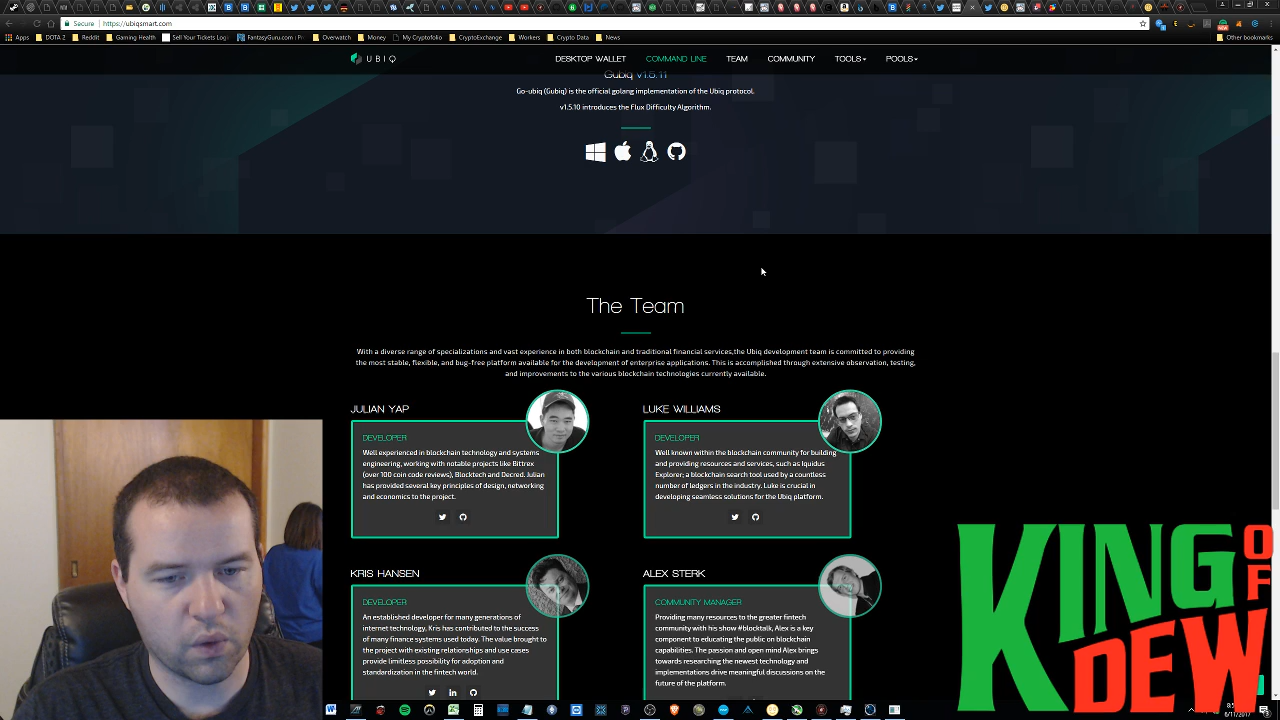 Secure | https://ubiqsmart.com
Apps DOTA 2 Reddit Gaming Health Sell Your Tickets Log FantasyGuru.com | Pr Overwatch Money My Cryptofolio CryptoExchange Workers Crypto Data News Other bookmarks
UBIQ DESKTOP WALLET COMMAND LINE TEAM COMMUNITY TOOLS POOLS
Gubiq v1.5.11
Go-ubiq (Gubiq) is the official golang implementation of the Ubiq protocol.
v1.5.10 introduces the Flux Difficulty Algorithm.
The Team
With a diverse range of specializations and vast experience in both blockchain and traditional financial services,the Ubiq development team is committed to providing
the most stable, flexible, and bug-free platform available for the development of enterprise applications. This is accomplished through extensive observation, testing,
and improvements to the various blockchain technologies currently available.
JULIAN YAP
DEVELOPER
Well experienced in blockchain technology and systems
engineering, working with notable projects like Bittrex
(over 100 coin code reviews), Blocktech and Decred. Julian
has provided several key principles of design, networking
and economics to the project.
LUKE WILLIAMS
DEVELOPER
Well known within the blockchain community for building
and providing resources and services, such as Iquidus
Explorer; a blockchain search tool used by a countless
number of ledgers in the industry. Luke is crucial in
developing seamless solutions for the Ubiq platform.
KRIS HANSEN
DEVELOPER
An established developer for many generations of
internet technology. Kris has contributed to the success
of many finance systems used today. The value brought to
the project with existing relationships and use cases
provide limitless possibility for adoption and
standardization in the fintech world.
ALEX STERK
COMMUNITY MANAGER
Providing many resources to the greater fintech
community with his show #blocktalk, Alex is a key
component to educating the public on blockchain
capabilities. The passion and open mind Alex brings
towards researching the newest technology and
implementations drive meaningful discussions on the
future of the platform.
KING OF
DEW
6/11/2017